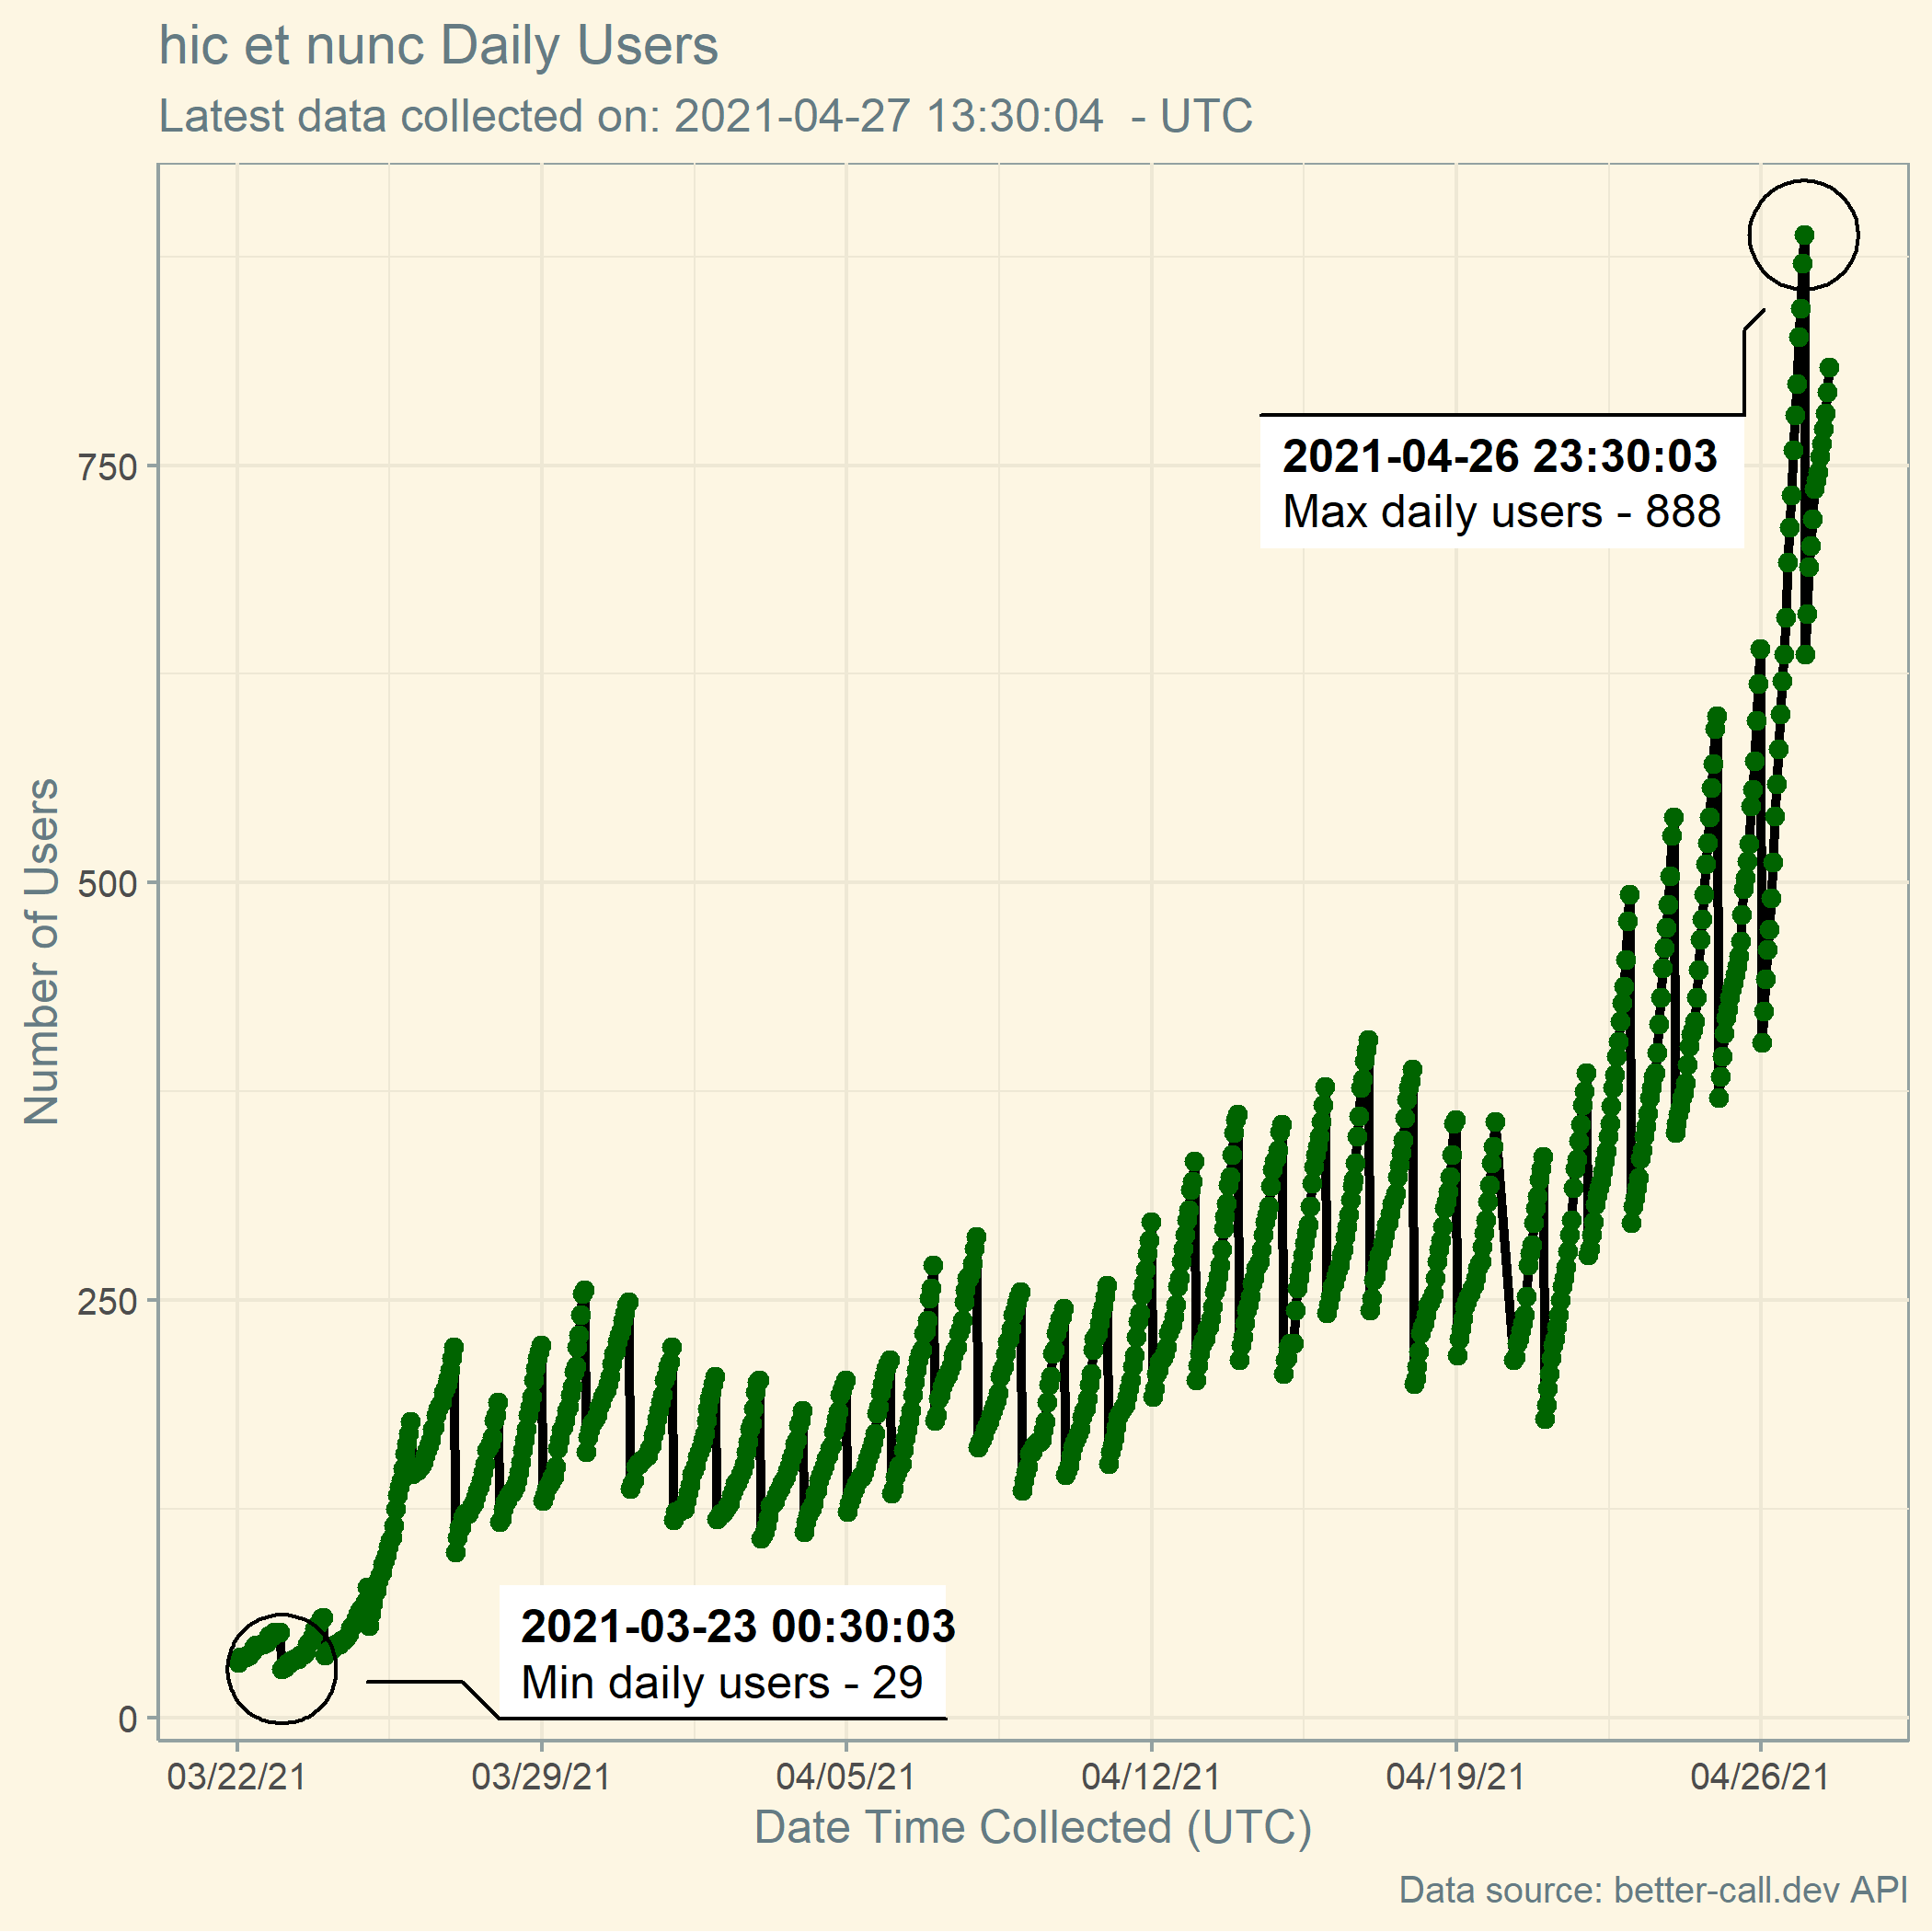 hic et nunc Daily Users
Latest data collected on: 2021-04-27 13:30:04  - UTC
Number of Users
750
500
250
0
2021-04-26 23:30:03
Max daily users - 888
2021-03-23 00:30:03
Min daily users - 29
03/22/21
03/29/21
04/05/21
04/12/21
04/19/21
04/26/21
Date Time Collected (UTC)
Data source: better-call.dev API